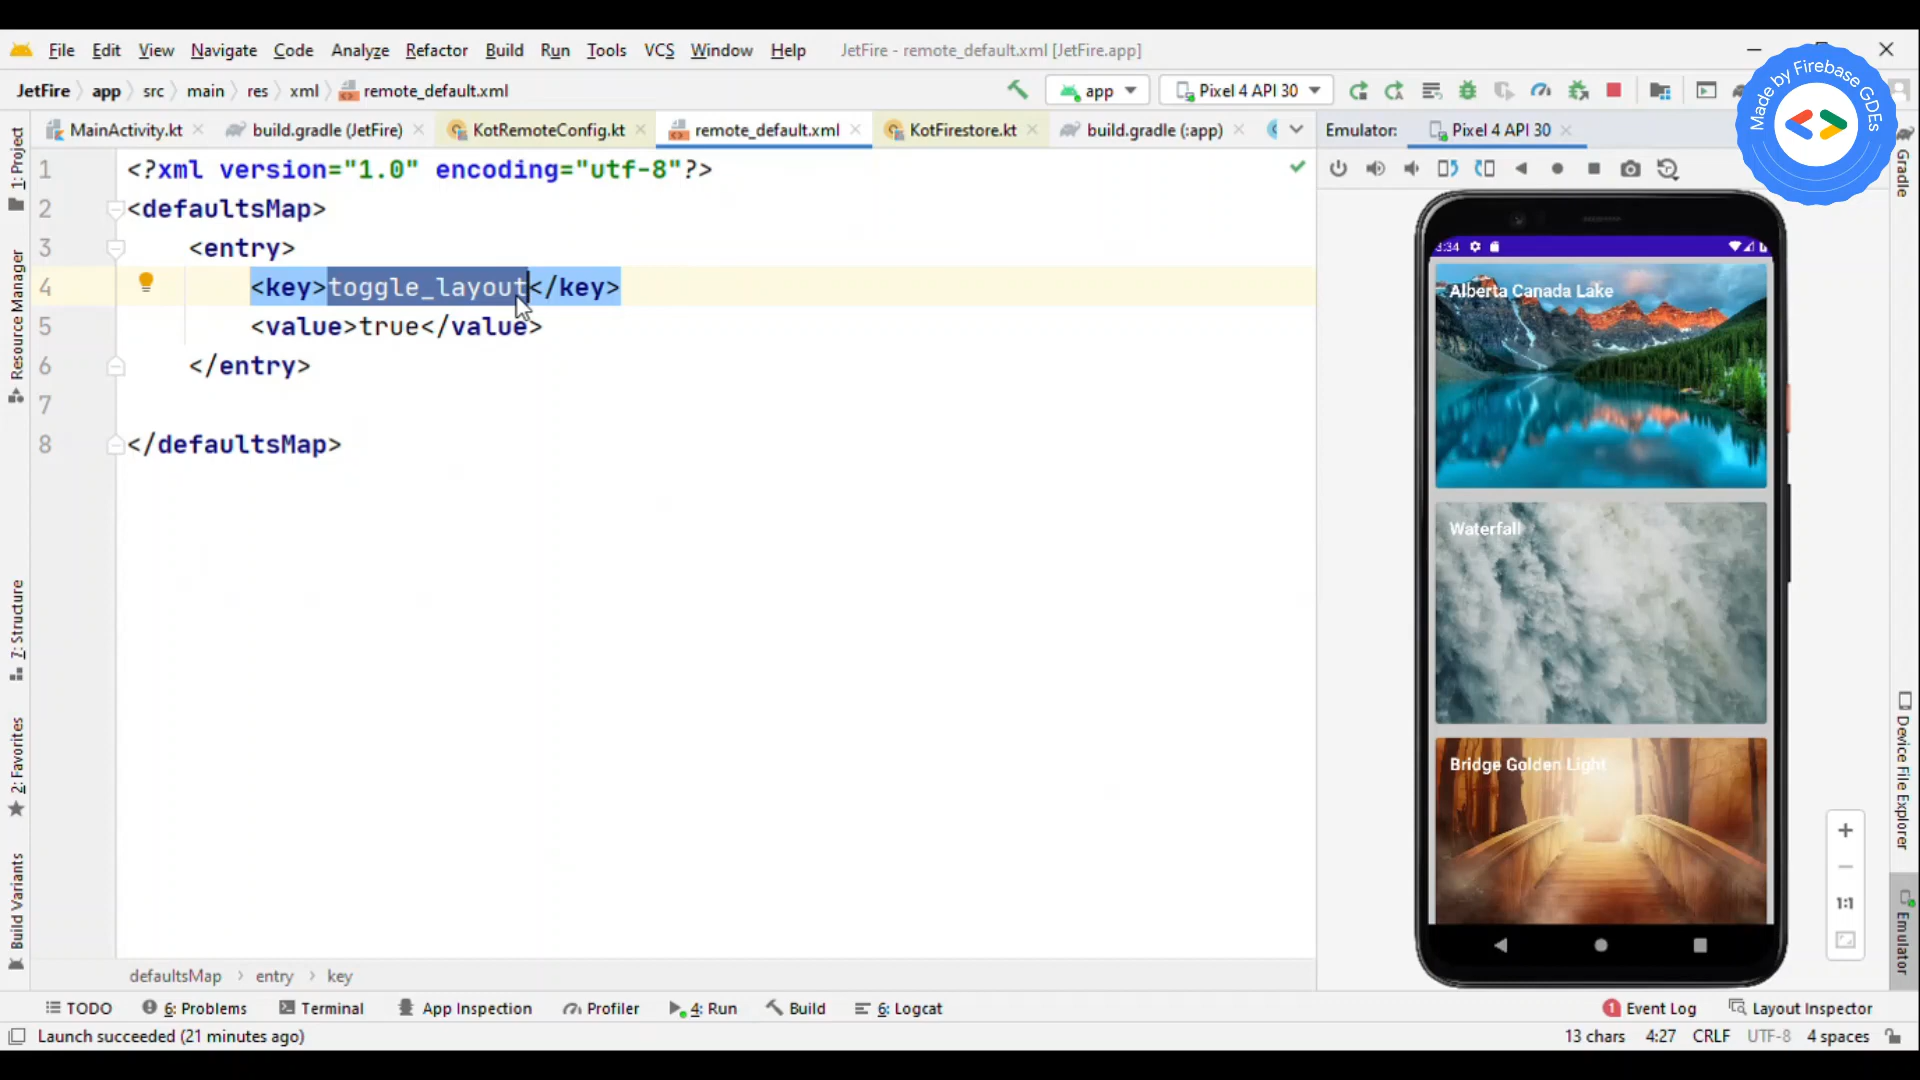 File Edit View Navigate Code Analyze Refactor Build Run Tools VCS Window Help JetFire - remote_default.xml [JetFire.app]
Made by Firebase GDEs
JetFire app src main res xml remote_default.xml app Pixel 4 API 30
MainActivity.kt build.gradle (JetFire) KotRemoteConfig.kt remote_default.xml KotFirestore.kt build.gradle (:app) Emulator: Pixel 4 API 30
1: Project
Resource Manager
7: Structure
2: Favorites
Build Variants
1 <?xml version="1.0" encoding="utf-8"?>
2 <defaultsMap>
3 <entry>
4 <key>toggle_layout</key>
5 <value>true</value>
6 </entry>
7
8 </defaultsMap>
3:34
Alberta Canada Lake
Waterfall
Bridge Golden Light
1:1
Gradle
Device File Explorer
Emulator
defaultsMap entry key
TODO 6: Problems Terminal App Inspection Profiler 4: Run Build 6: Logcat 1 Event Log Layout Inspector
Launch succeeded (21 minutes ago) 13 chars 4:27 CRLF UTF-8 4 spaces